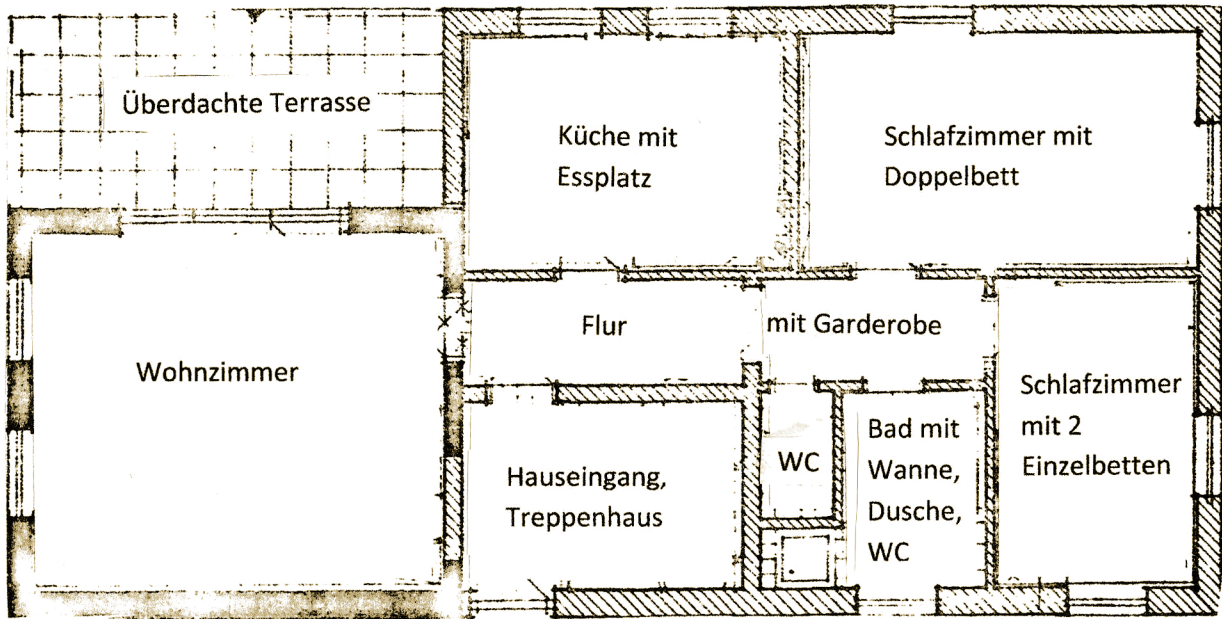 Überdachte Terrasse
Küche mit
Essplatz
Schlafzimmer mit
Doppelbett
Wohnzimmer
Flur
mit Garderobe
Schlafzimmer
mit 2
Einzelbetten
Hauseingang,
Treppenhaus
WC
Bad mit
Wanne,
Dusche,
WC